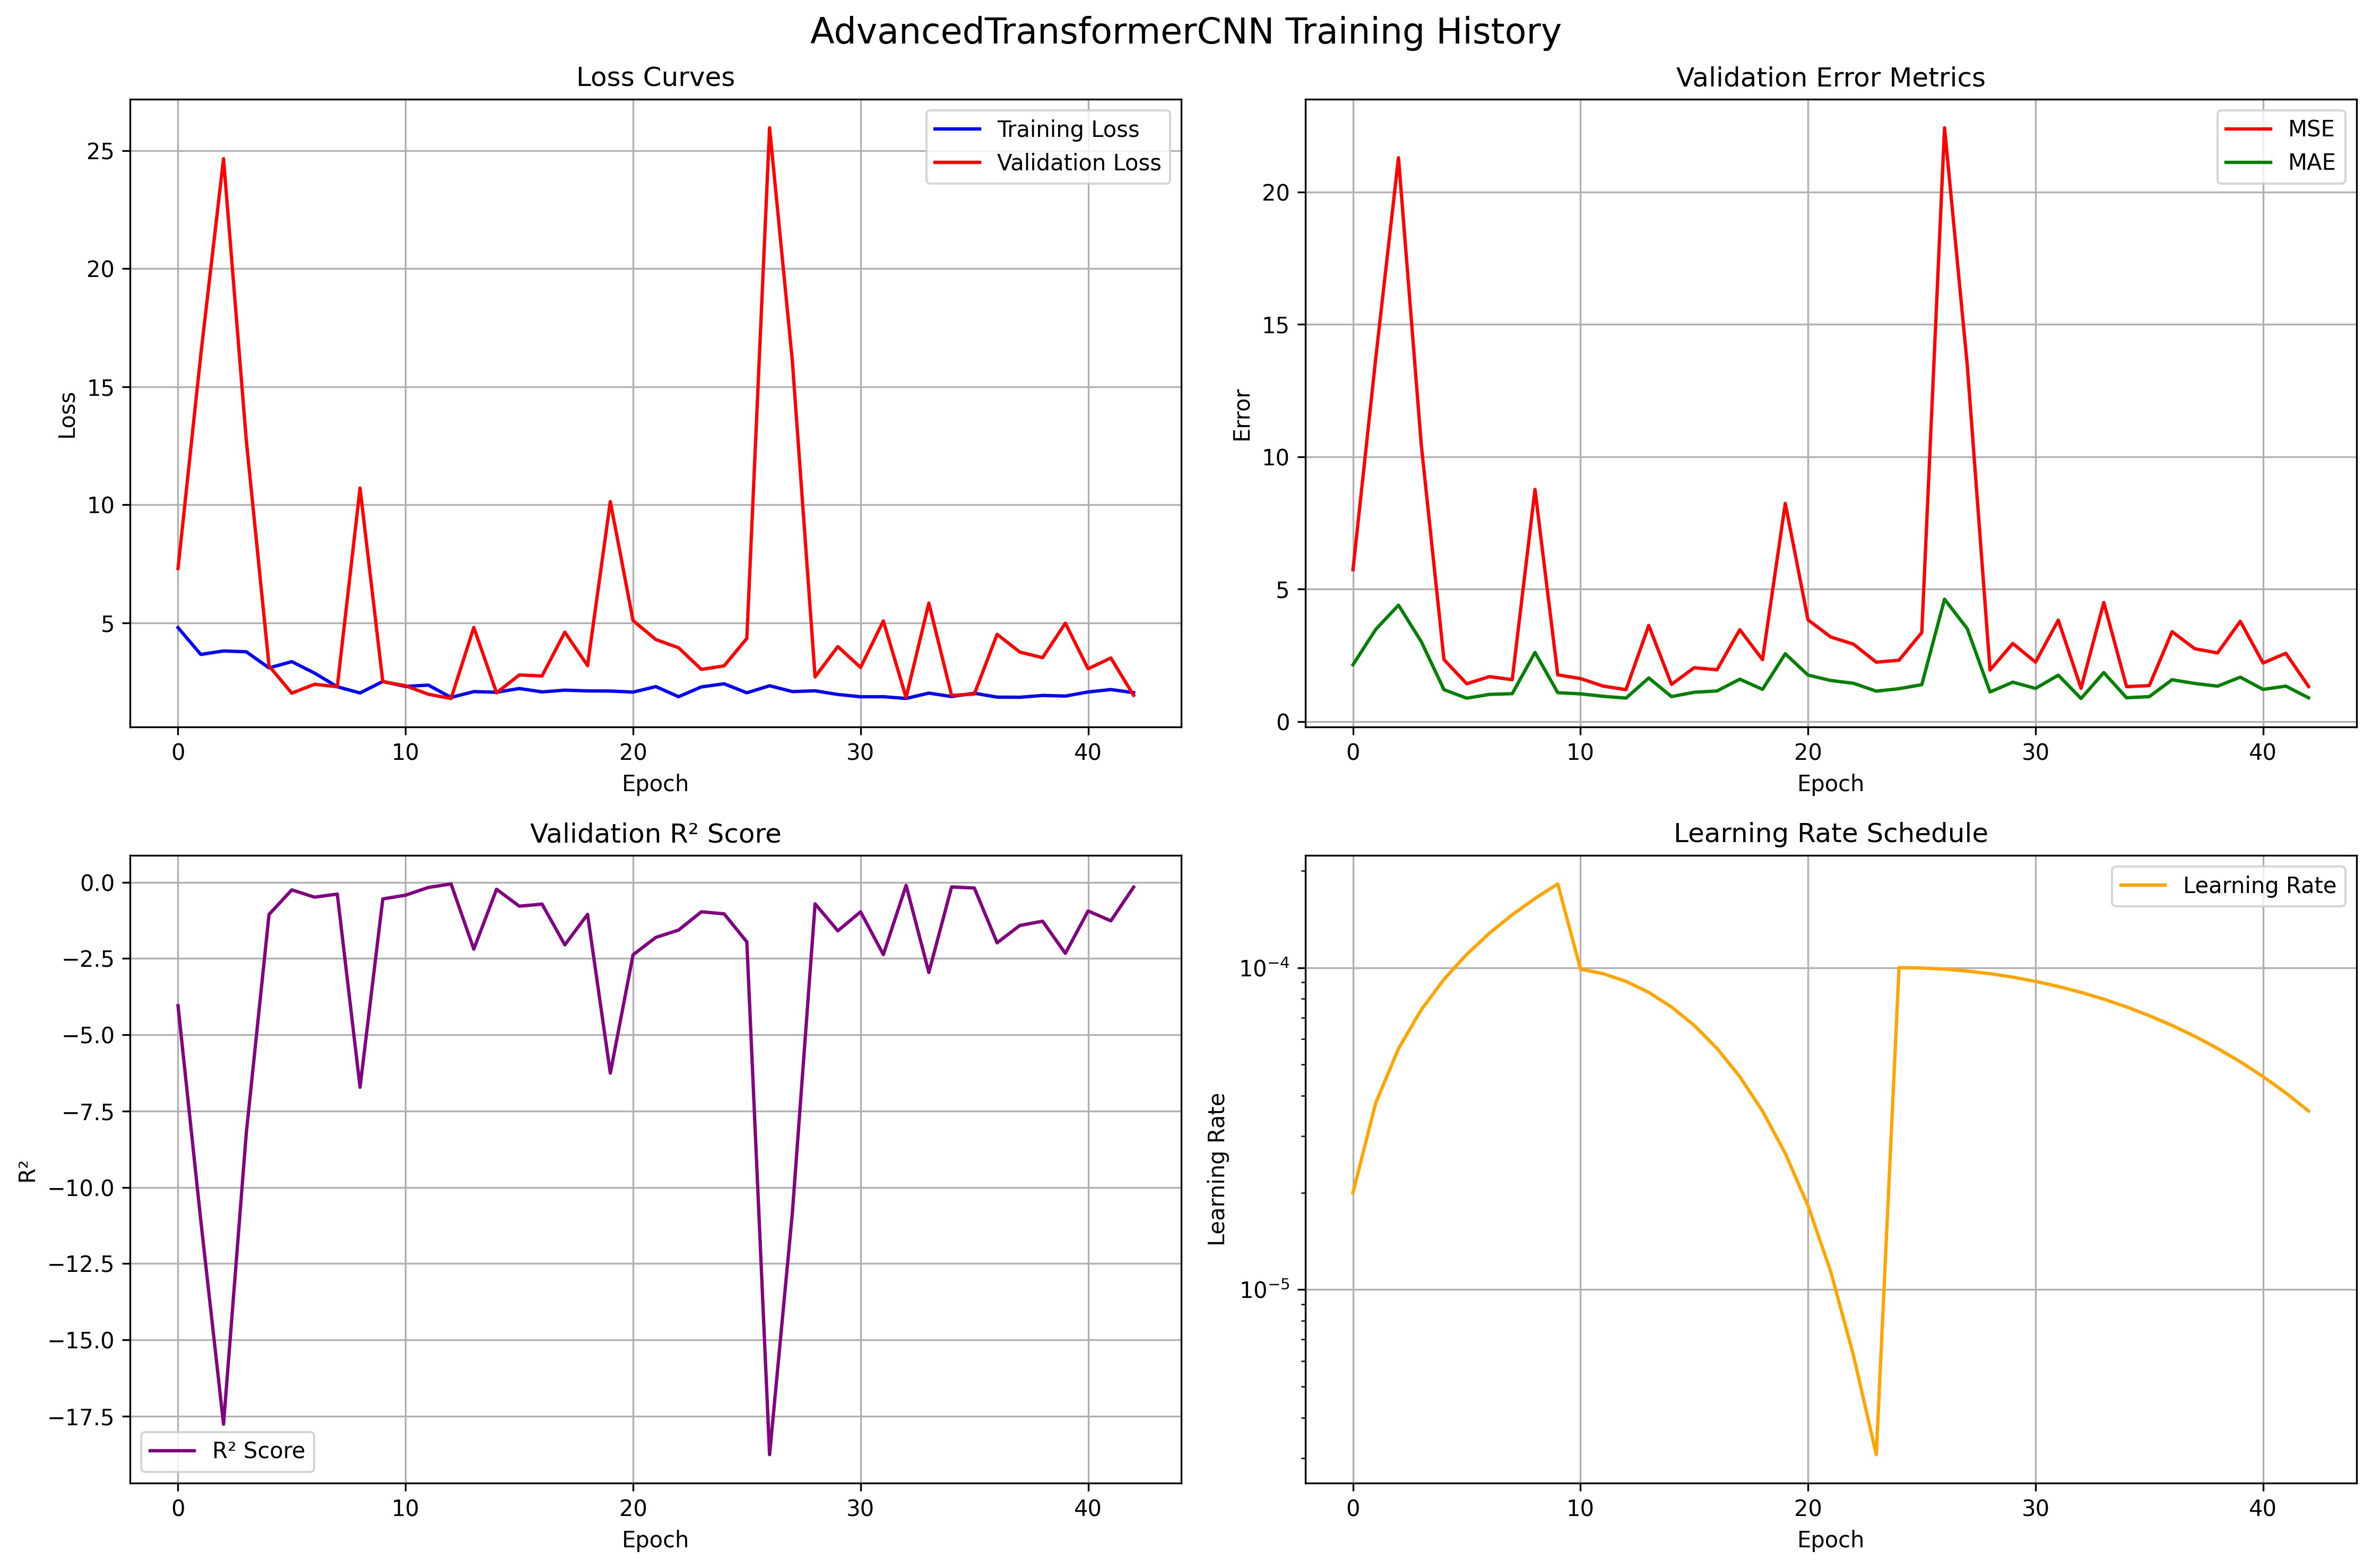 AdvancedTransformerCNN Training History
Loss Curves
Training Loss
Validation Loss
25
20
15
10
5
Loss
0 10 20 30 40
Epoch
Validation Error Metrics
MSE
MAE
20
15
10
5
0
Error
0 10 20 30 40
Epoch
Validation R² Score
0.0
−2.5
−5.0
−7.5
−10.0
−12.5
−15.0
−17.5
R²
R² Score
0 10 20 30 40
Epoch
Learning Rate Schedule
Learning Rate
10⁻⁴
10⁻⁵
Learning Rate
0 10 20 30 40
Epoch